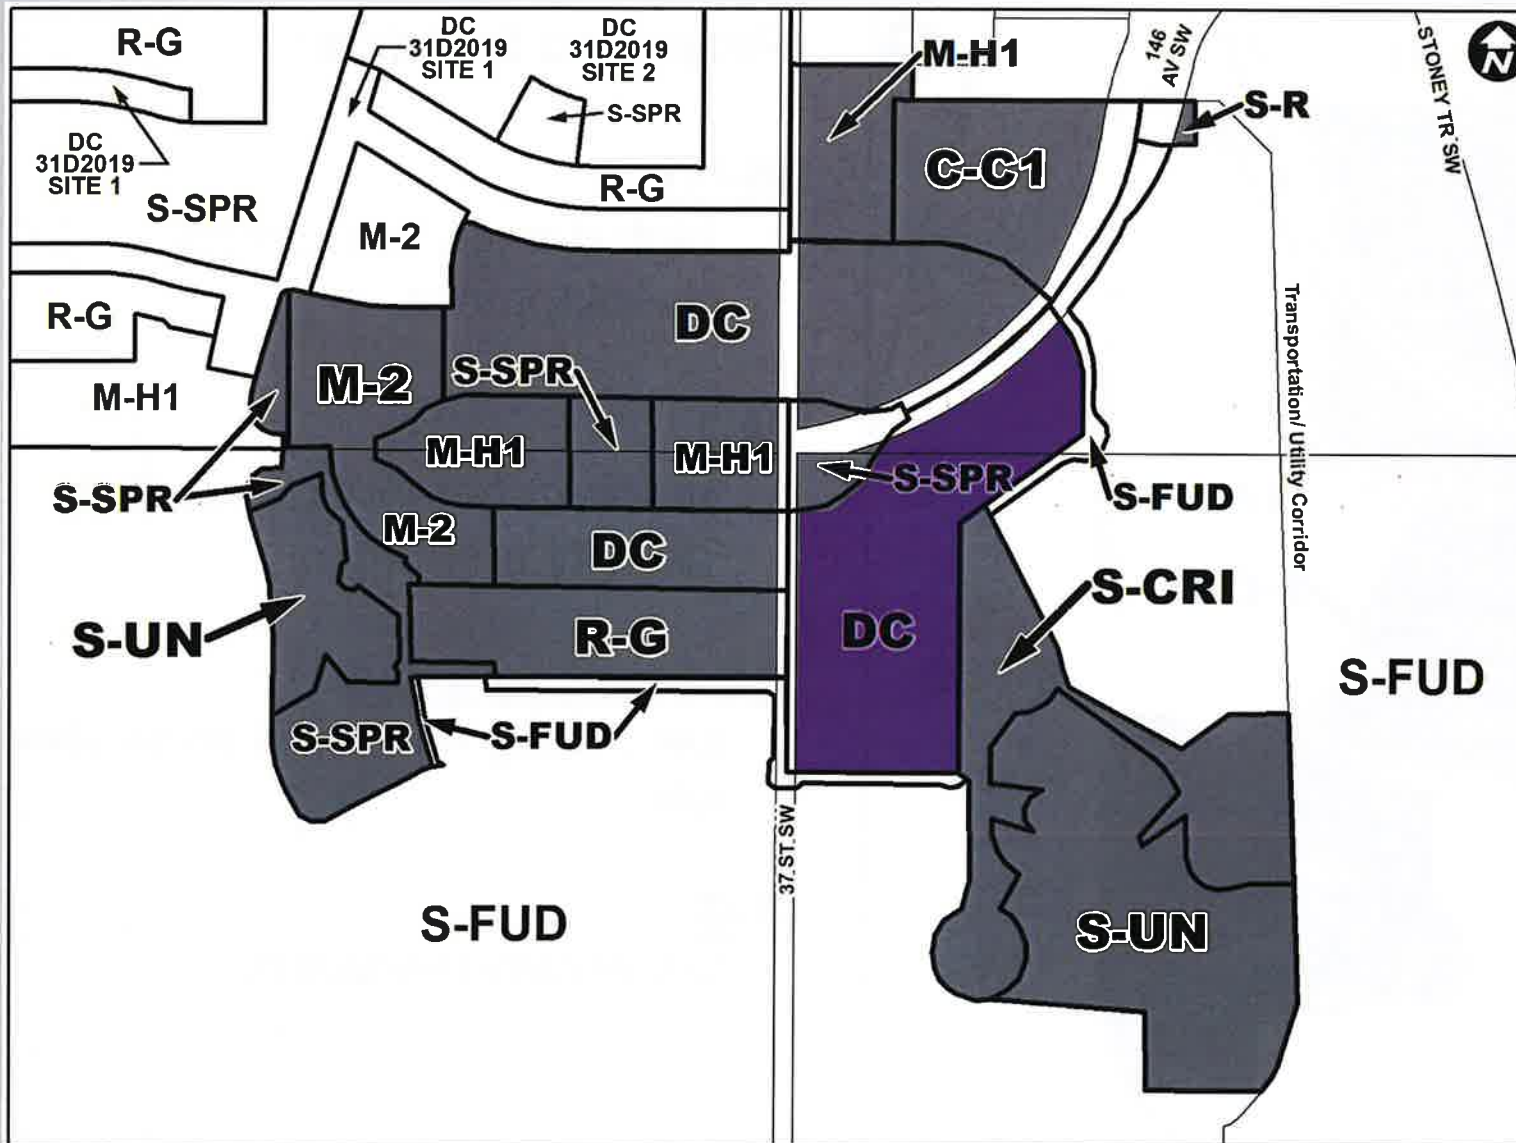 R-G
DC
31D2019
SITE 1
DC
31D2019
SITE 2
S-SPR
M-H1
146
AV SW
STONEY TR SW
N
S-R
DC
31D2019
SITE 1
S-SPR
R-G
C-C1
M-2
R-G
DC
M-H1
M-2
S-SPR
Transportation/ Utility Corridor
M-H1
M-H1
S-SPR
S-SPR
S-FUD
M-2
DC
S-CRI
S-UN
R-G
DC
S-FUD
S-SPR
S-FUD
37 ST SW
S-FUD
S-UN